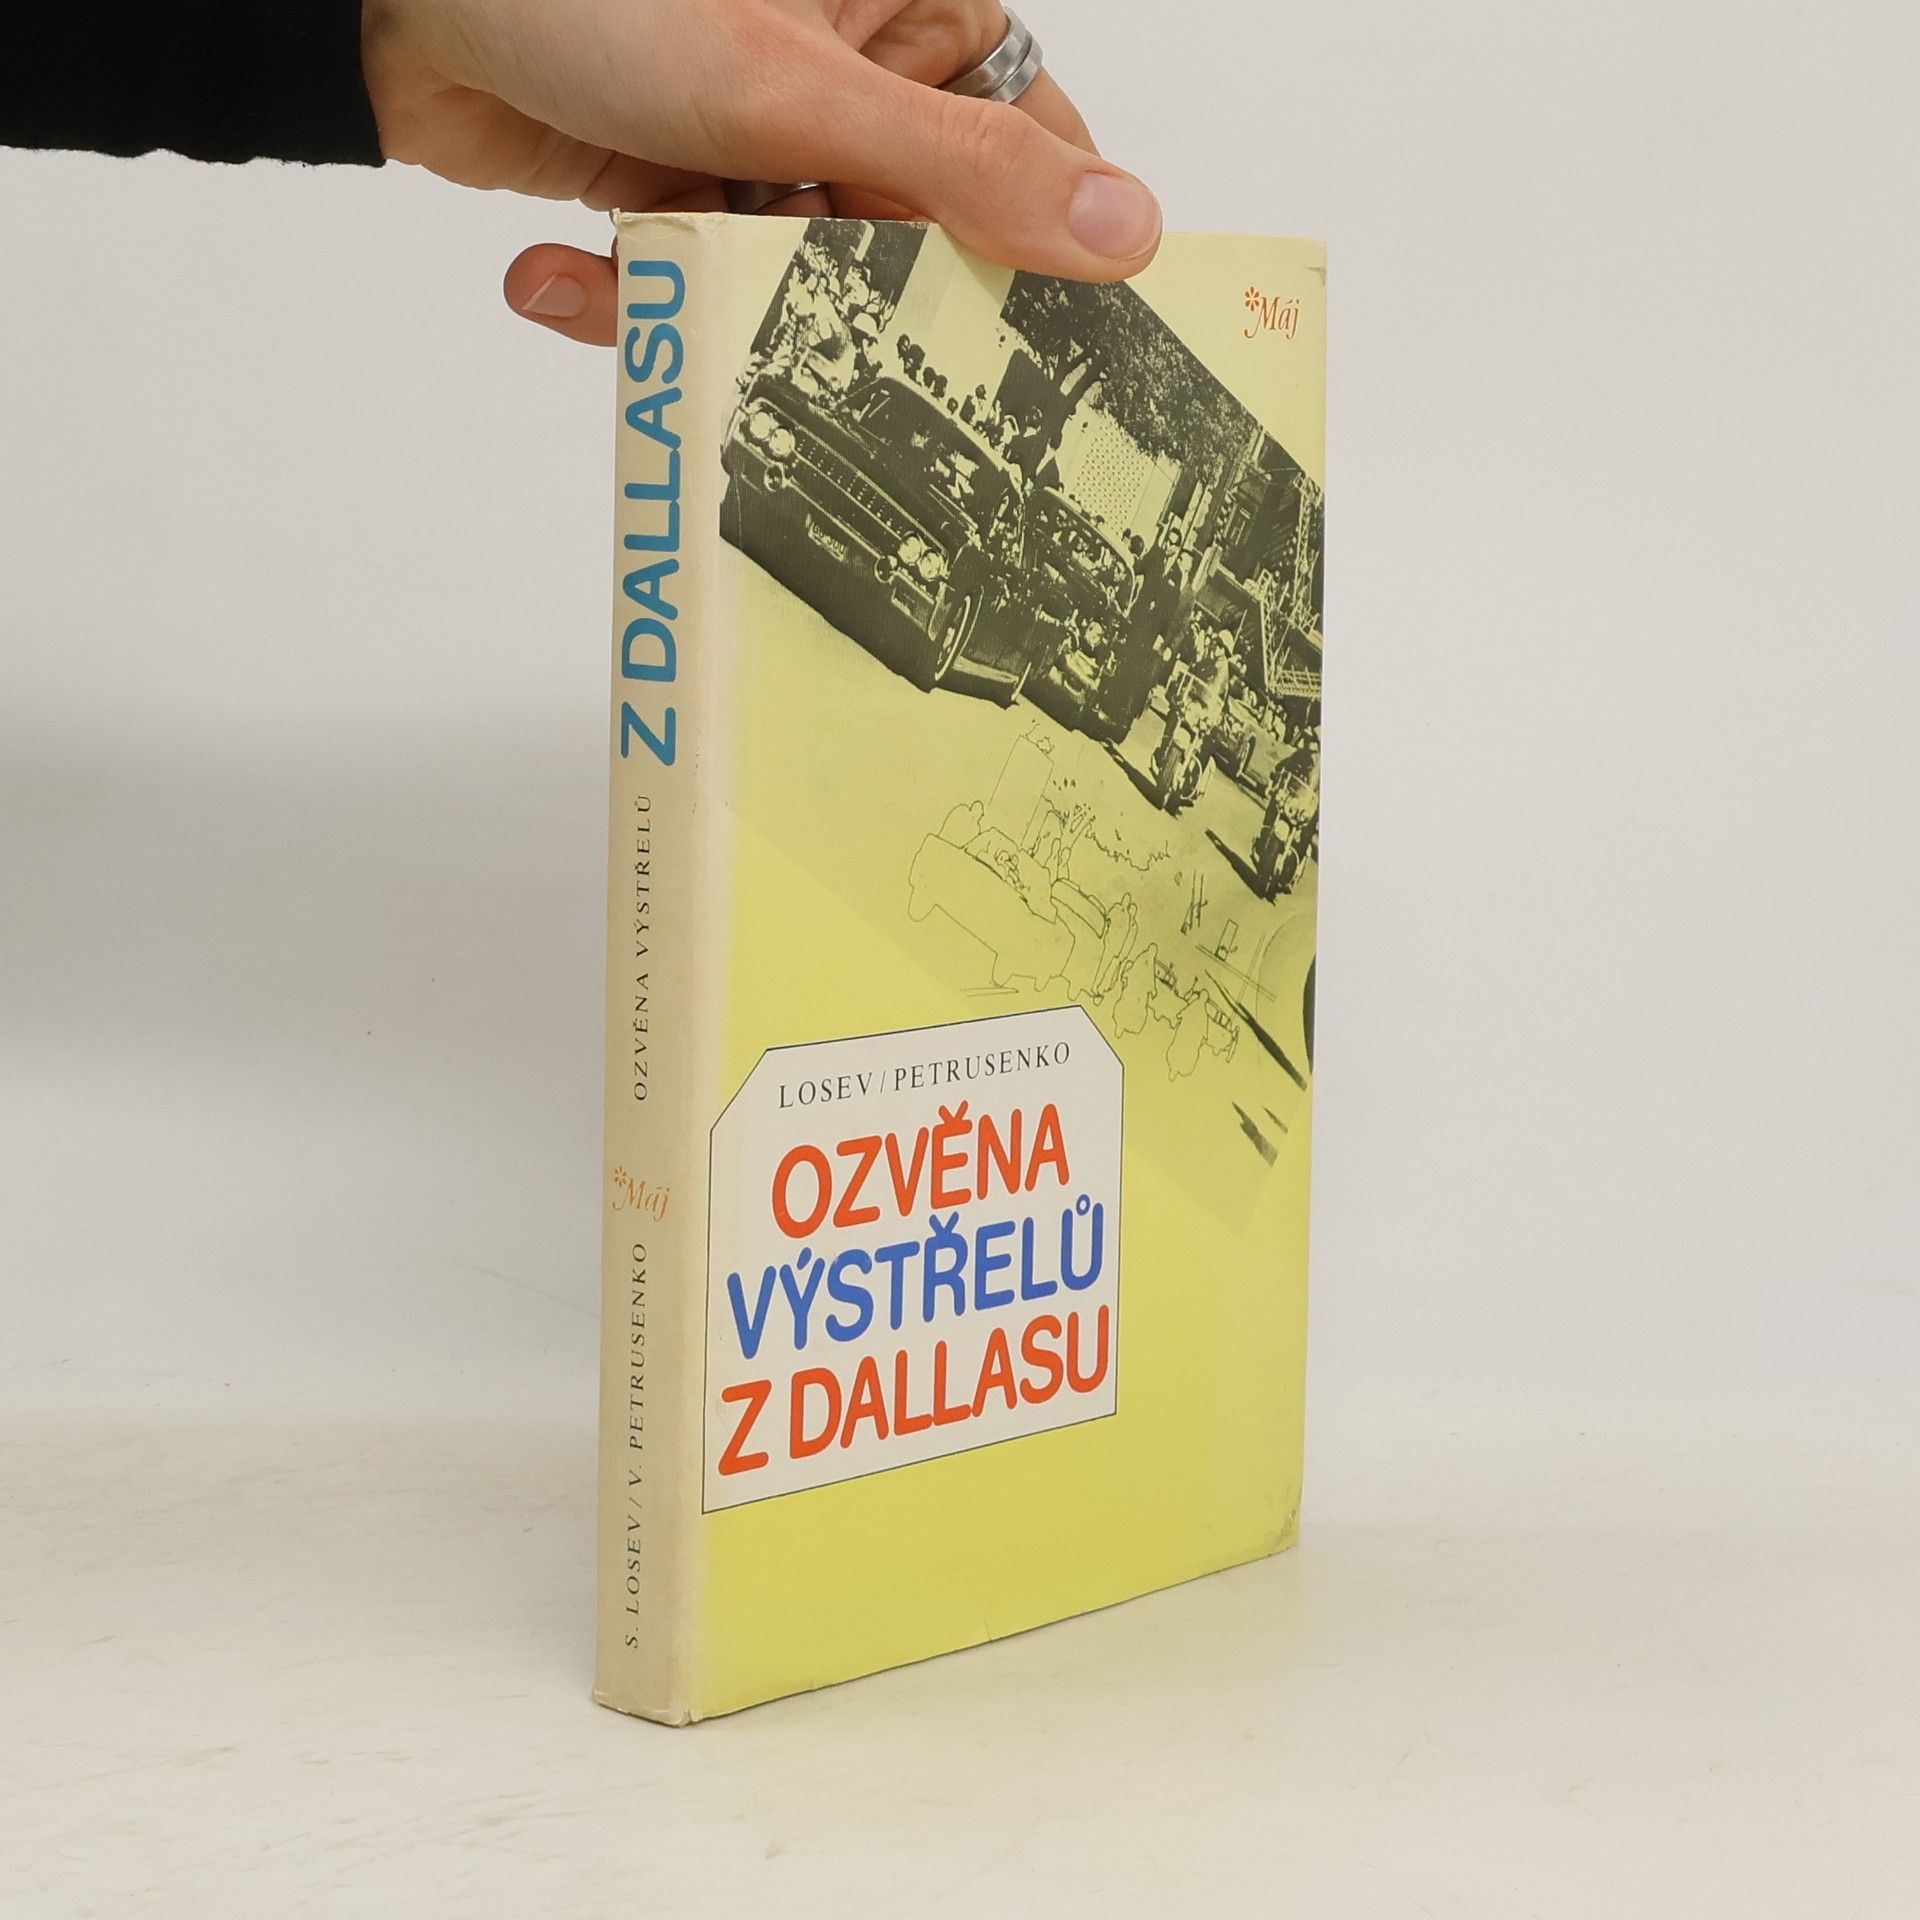 Z DALLASU
OZVĚNA VÝSTŘELŮ
Máj
S. LOSEV / V. PETRUSENKO
Máj
LOSEV / PETRUSENKO
OZVĚNA
VÝSTŘELŮ
Z DALLASU